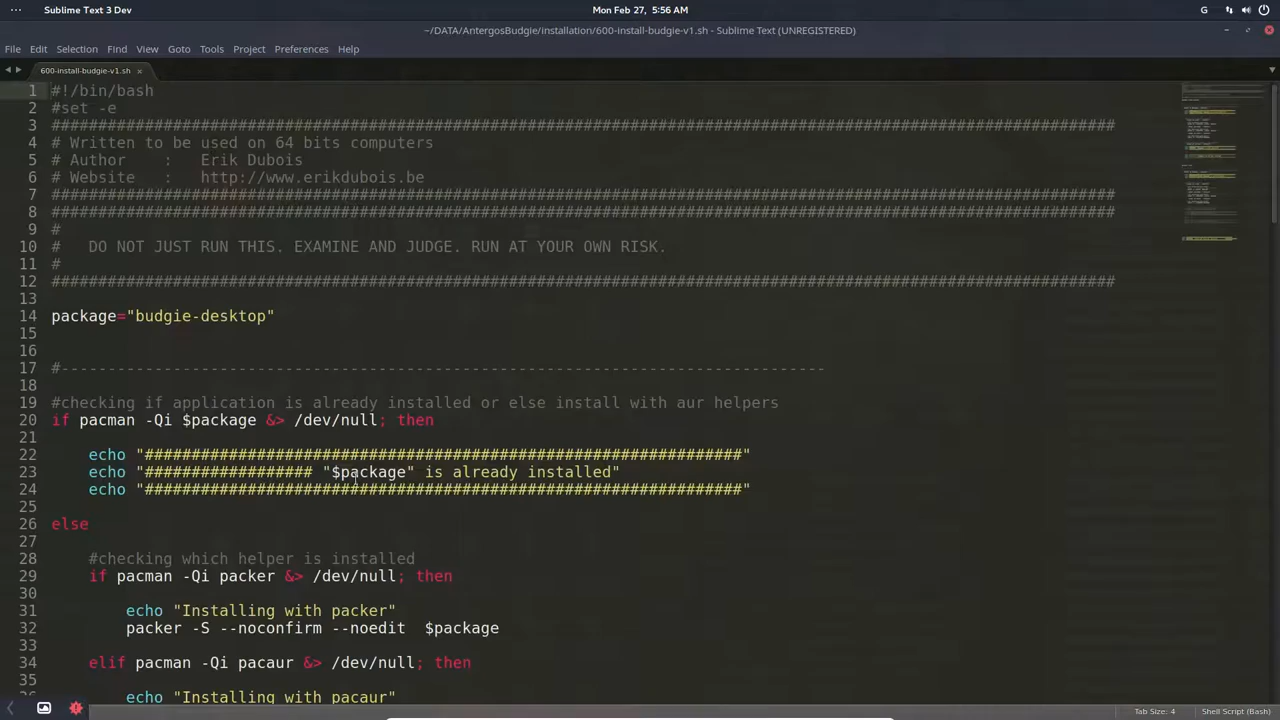 Sublime Text 3 Dev
Mon Feb 27, 5:56 AM
G
~/DATA/AntergosBudgie/installation/600-install-budgie-v1.sh - Sublime Text (UNREGISTERED)
File Edit Selection Find View Goto Tools Project Preferences Help
600-install-budgie-v1.sh ×
1 #!/bin/bash
2 #set -e
3 ##################################################################################################################
4 # Written to be used on 64 bits computers
5 # Author    :   Erik Dubois
6 # Website   :   http://www.erikdubois.be
7 ##################################################################################################################
8 ##################################################################################################################
9 #
10 #   DO NOT JUST RUN THIS. EXAMINE AND JUDGE. RUN AT YOUR OWN RISK.
11 #
12 ##################################################################################################################
13
14 package="budgie-desktop"
15
16
17 #----------------------------------------------------------------------------------
18
19 #checking if application is already installed or else install with aur helpers
20 if pacman -Qi $package &> /dev/null; then
21
22     echo "################################################################"
23     echo "################## "$package" is already installed"
24     echo "################################################################"
25
26 else
27
28     #checking which helper is installed
29     if pacman -Qi packer &> /dev/null; then
30
31         echo "Installing with packer"
32         packer -S --noconfirm --noedit  $package
33
34     elif pacman -Qi pacaur &> /dev/null; then
35
36         echo "Installing with pacaur"
Tab Size: 4 Shell Script (Bash)